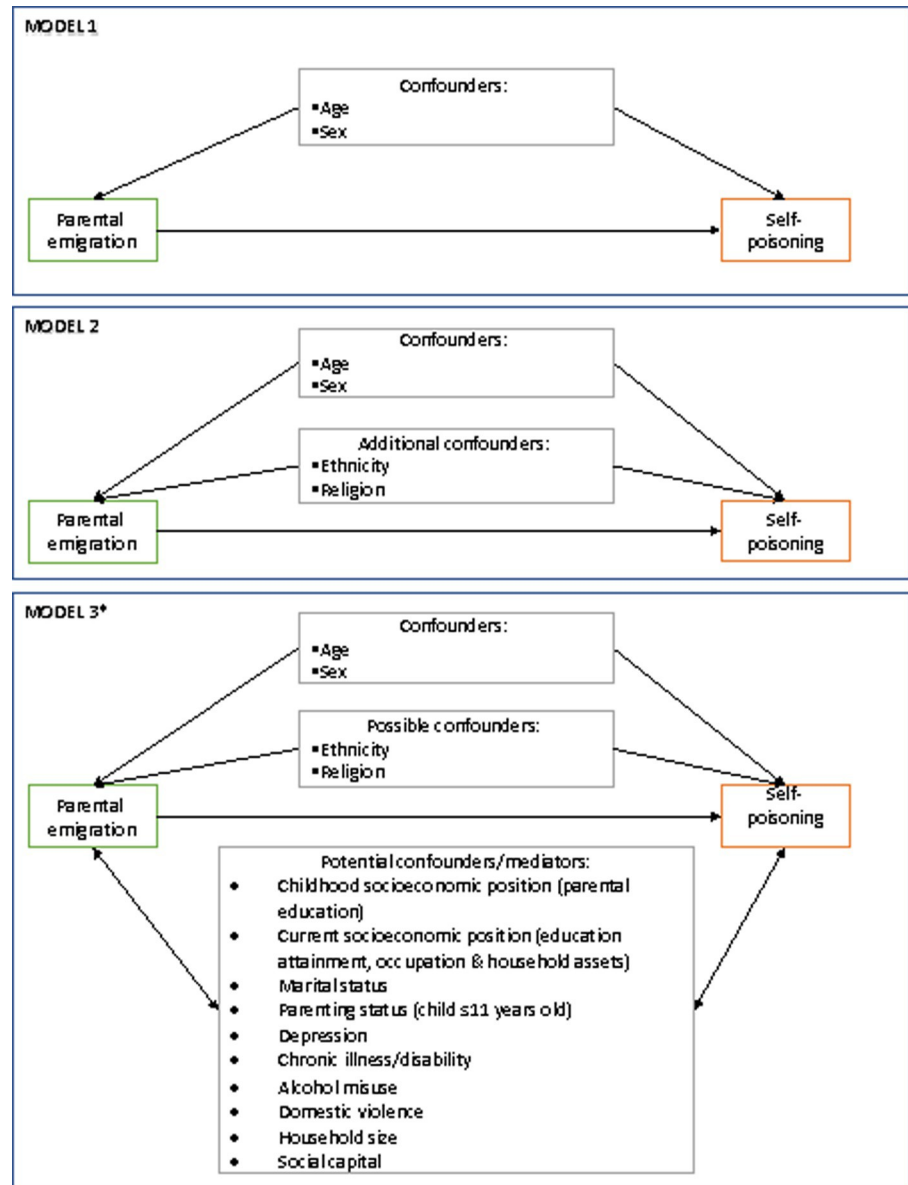 MODEL 1
Confounders:
▪Age
▪Sex
Parental
emigration
Self-
poisoning
MODEL 2
Confounders:
▪Age
▪Sex
Additional confounders:
▪Ethnicity
▪Religion
Parental
emigration
Self-
poisoning
MODEL 3*
Confounders:
▪Age
▪Sex
Possible confounders:
▪Ethnicity
▪Religion
Parental
emigration
Self-
poisoning
Potential confounders/mediators:
• Childhood socioeconomic position (parental
education)
• Current socioeconomic position (education
attainment, occupation & household assets)
• Marital status
• Parenting status (child ≤11 years old)
• Depression
• Chronic illness/disability
• Alcohol misuse
• Domestic violence
• Household size
• Social capital